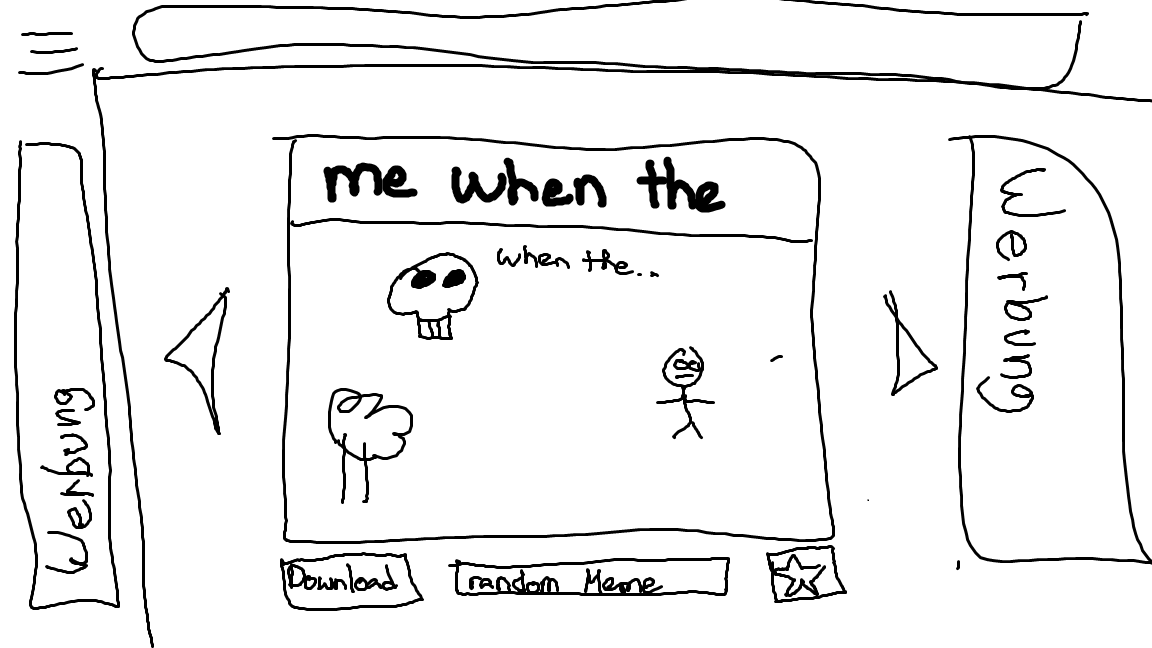 me when the
when the...
Werbung
Werbung
Download
random Meme